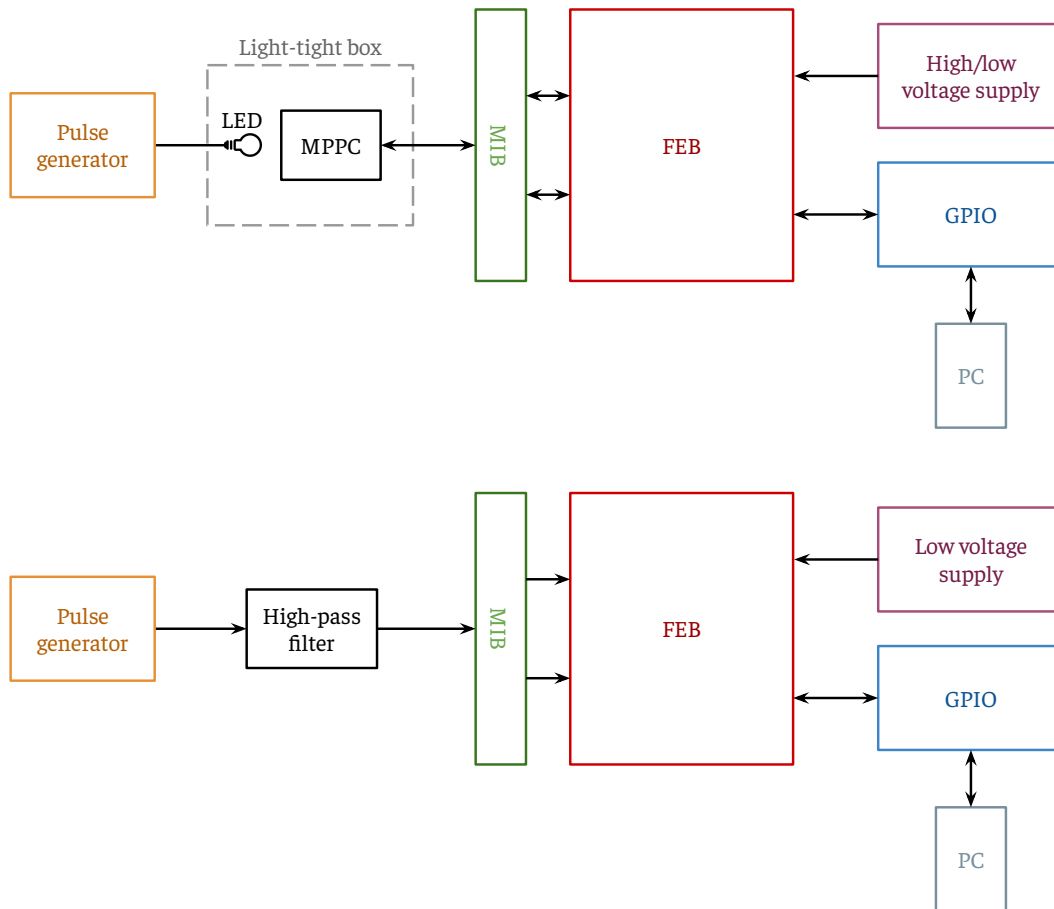 Light-tight box
Pulse
generator
LED
MPPC
MIB
FEB
High/low
voltage supply
GPIO
PC
Pulse
generator
High-pass
filter
MIB
FEB
Low voltage
supply
GPIO
PC